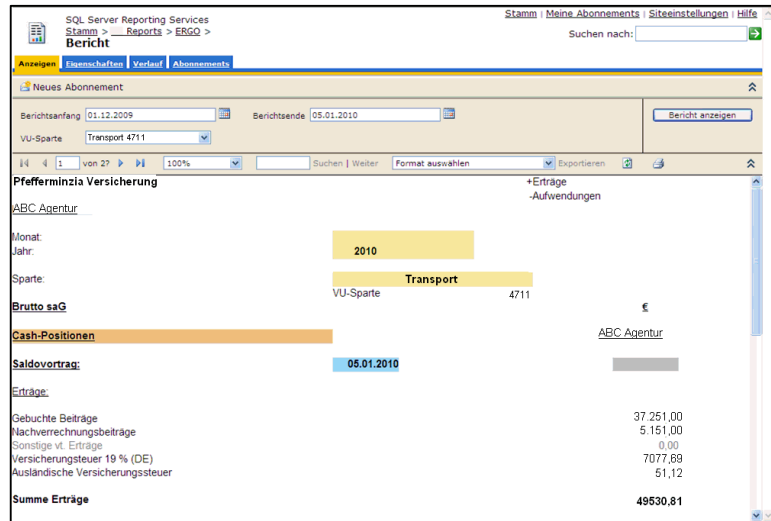 SQL Server Reporting Services
Stamm | Meine Abonnements | Siteeinstellungen | Hilfe
Stamm > Reports > ERGO >
Bericht
Suchen nach:
Anzeigen Eigenschaften Verlauf Abonnements
Neues Abonnement
Berichtsanfang 01.12.2009 Berichtsende 05.01.2010 Bericht anzeigen
VU-Sparte Transport 4711
1 von 2? 100% Suchen | Weiter Format auswählen Exportieren
Pfefferminzia Versicherung +Erträge
-Aufwendungen
ABC Agentur
Monat:
Jahr: 2010
Sparte: Transport
VU-Sparte 4711
Brutto saG €
Cash-Positionen ABC Agentur
Saldovortrag: 05.01.2010
Erträge:
Gebuchte Beiträge 37.251,00
Nachverrechnungsbeiträge 5.151,00
Sonstige vt. Erträge 0,00
Versicherungsteuer 19 % (DE) 7077,69
Ausländische Versicherungssteuer 51,12
Summe Erträge 49530,81